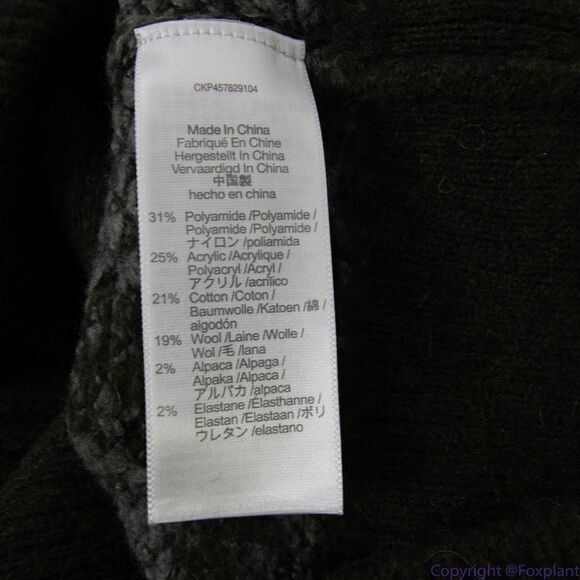 CKP457829104
Made In China
Fabriqué En Chine
Hergestellt In China
Vervaardigd In China
中国製
hecho en china
31% Polyamide /Polyamide /
Polyamide /Polyamide /
ナイロン /poliamida
25% Acrylic /Acrylique /
Polyacryl /Acryl /
アクリル /acrílico
21% Cotton /Coton /
Baumwolle /Katoen /綿 /
algodón
19% Wool /Laine /Wolle /
Wol /毛 /lana
2% Alpaca /Alpaga /
Alpaka /Alpaca /
アルパカ /alpaca
2% Elastane /Élasthanne /
Elastan /Elastaan /ポリ
ウレタン /elastano
Copyright @Foxplant